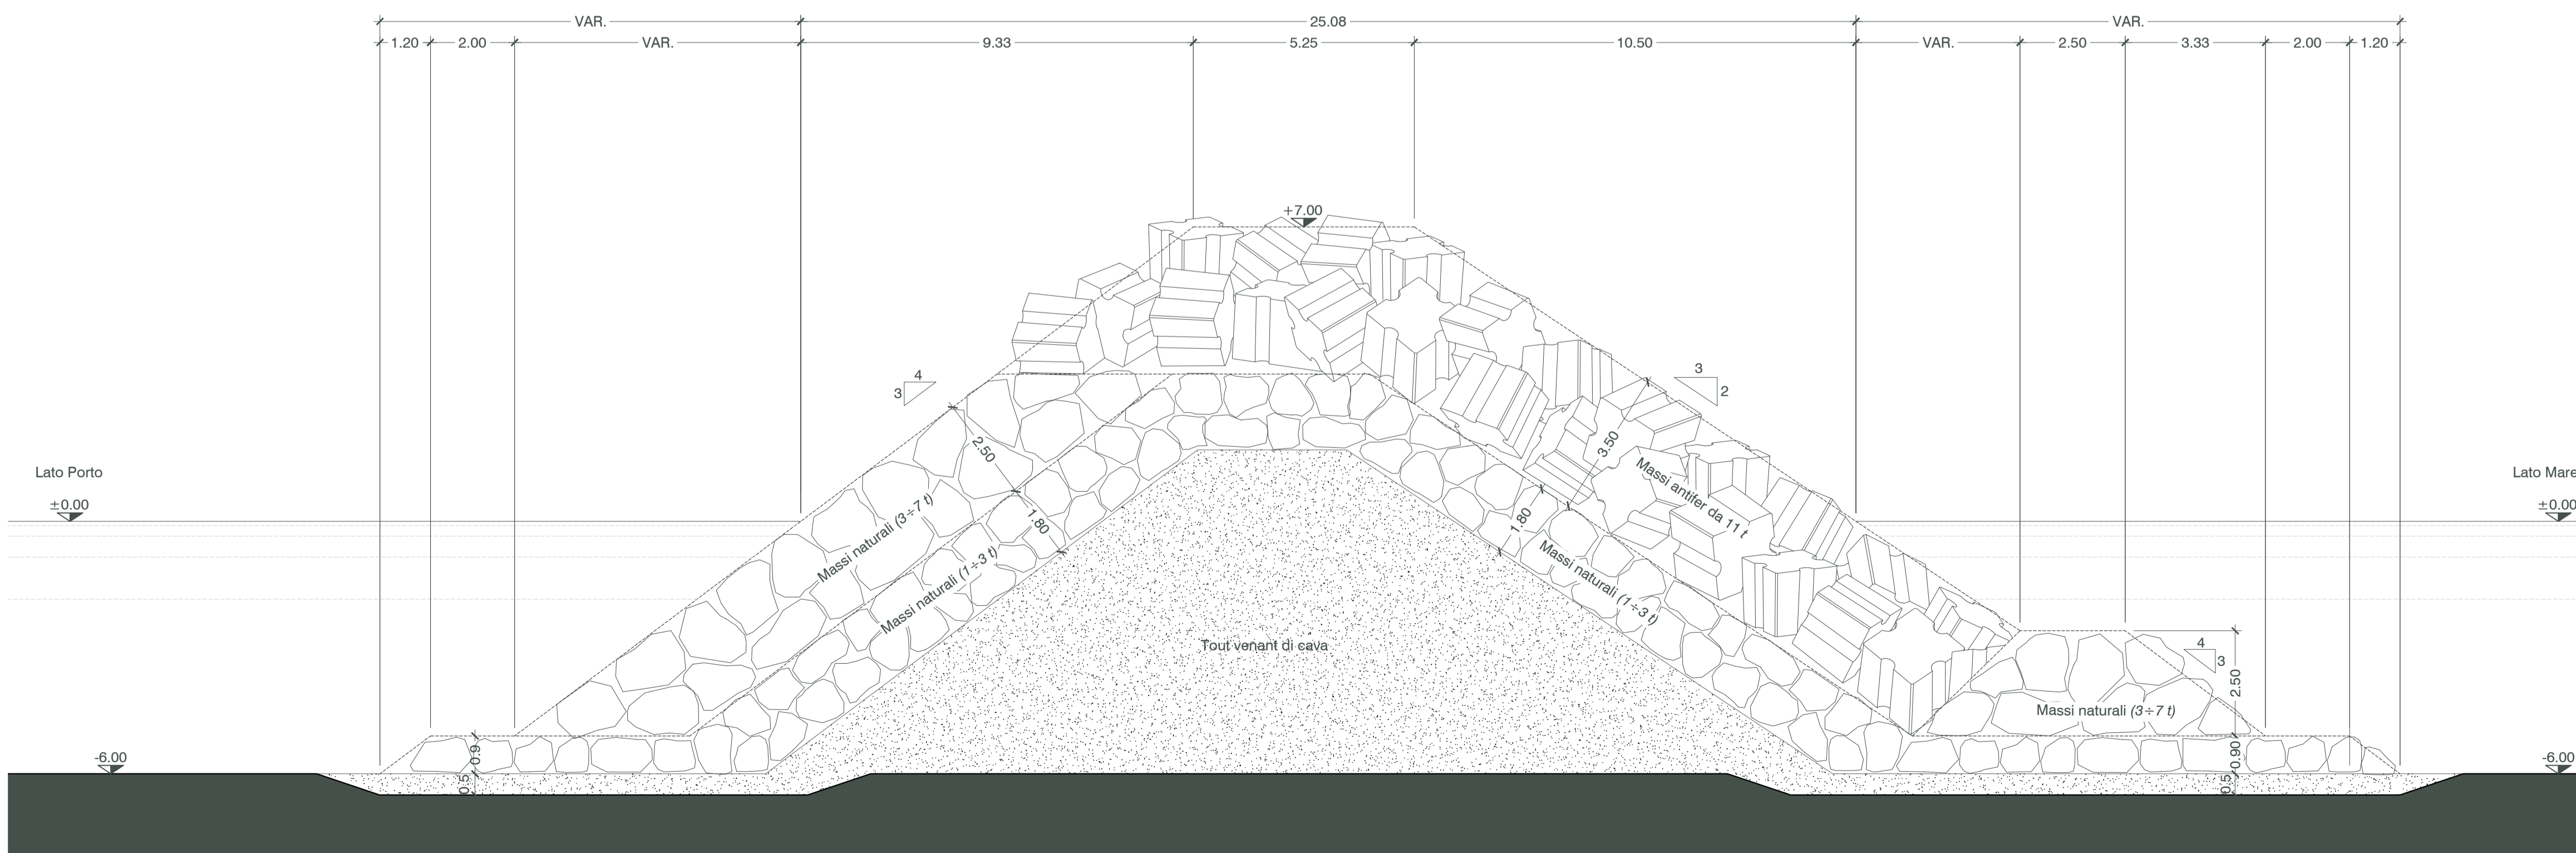 VAR.
25.08
VAR.
1.20
2.00
VAR.
9.33
5.25
10.50
VAR.
2.50
3.33
2.00
1.20
+7.00
4
3
3
2
2.50
3.50
Lato Porto
Lato Mare
±0.00
±0.00
Massi naturali (3÷7 t)
1.80
1.80
Massi antifer da 11 t
Massi naturali (1÷3 t)
Massi naturali (1÷3 t)
Tout venant di cava
4
3
2.50
Massi naturali (3÷7 t)
0.9
0.90
-6.00
-6.00
0.5
0.5